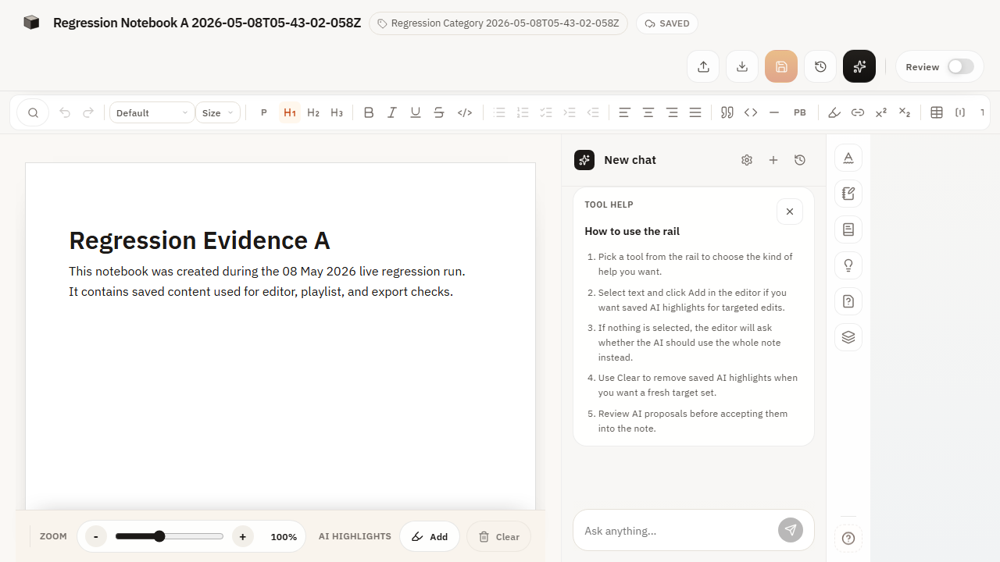 Regression Notebook A 2026-05-08T05-43-02-058Z
Regression Category 2026-05-08T05-43-02-058Z
SAVED
Review
Default
Size
P
H1
H2
H3
B
I
U
S
</>
PB
x²
x₂
New chat
TOOL HELP
How to use the rail
1. Pick a tool from the rail to choose the kind of
help you want.
2. Select text and click Add in the editor if you
want saved AI highlights for targeted edits.
3. If nothing is selected, the editor will ask
whether the AI should use the whole note
instead.
4. Use Clear to remove saved AI highlights when
you want a fresh target set.
5. Review AI proposals before accepting them
into the note.
Regression Evidence A
This notebook was created during the 08 May 2026 live regression run.
It contains saved content used for editor, playlist, and export checks.
ZOOM
-
+
100%
AI HIGHLIGHTS
Add
Clear
Ask anything...